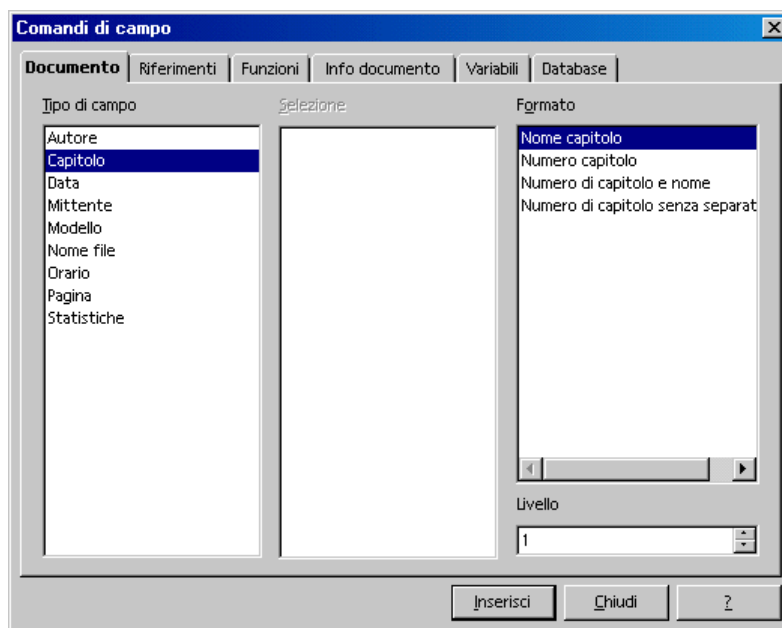 Comandi di campo
Documento Riferimenti Funzioni Info documento Variabili Database
Tipo di campo
Autore
Capitolo
Data
Mittente
Modello
Nome file
Orario
Pagina
Statistiche
Selezione
Formato
Nome capitolo
Numero capitolo
Numero di capitolo e nome
Numero di capitolo senza separat
Livello
1
Inserisci Chiudi ?